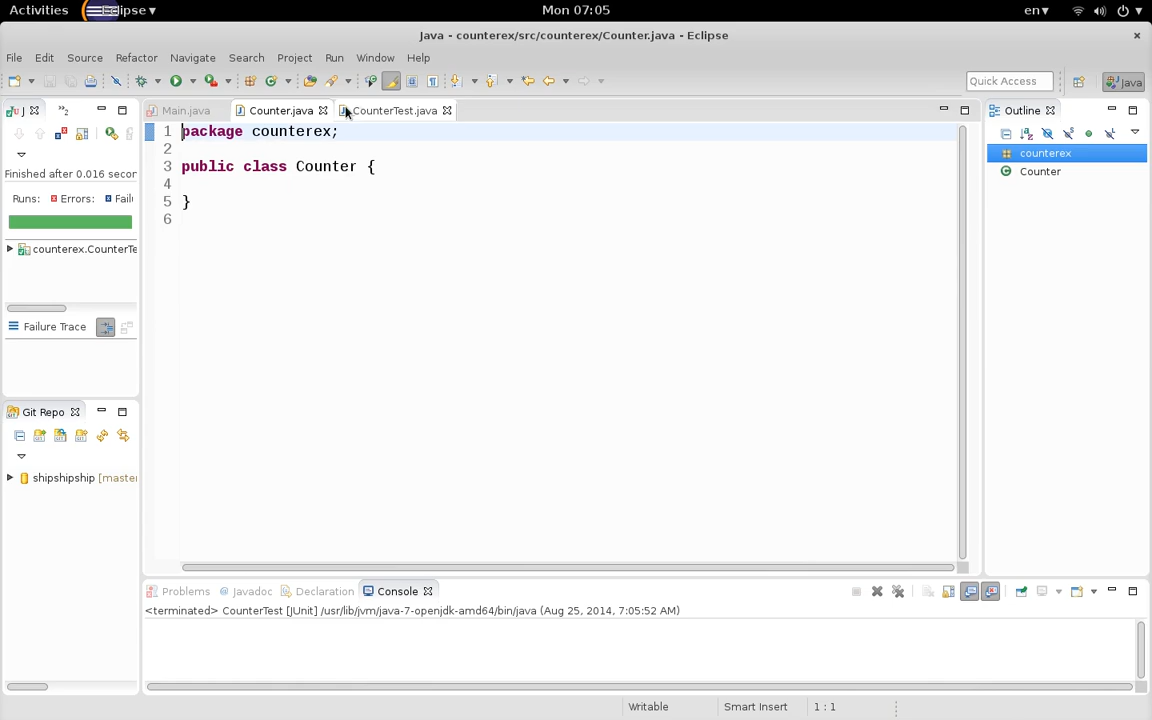 Activities Eclipse ▾ Mon 07:05 en ▾
Java - counterex/src/counterex/Counter.java - Eclipse ×
File Edit Source Refactor Navigate Search Project Run Window Help
Quick Access Java
J »2 Main.java Counter.java CounterTest.java Outline
1 package counterex;
2
3 public class Counter {
4
5 }
6
counterex
Counter
Finished after 0.016 secor
Runs: Errors: Fail
counterex.CounterTe
Failure Trace
Git Repo
shipshipship [master
Problems Javadoc Declaration Console
<terminated> CounterTest [JUnit] /usr/lib/jvm/java-7-openjdk-amd64/bin/java (Aug 25, 2014, 7:05:52 AM)
Writable Smart Insert 1 : 1